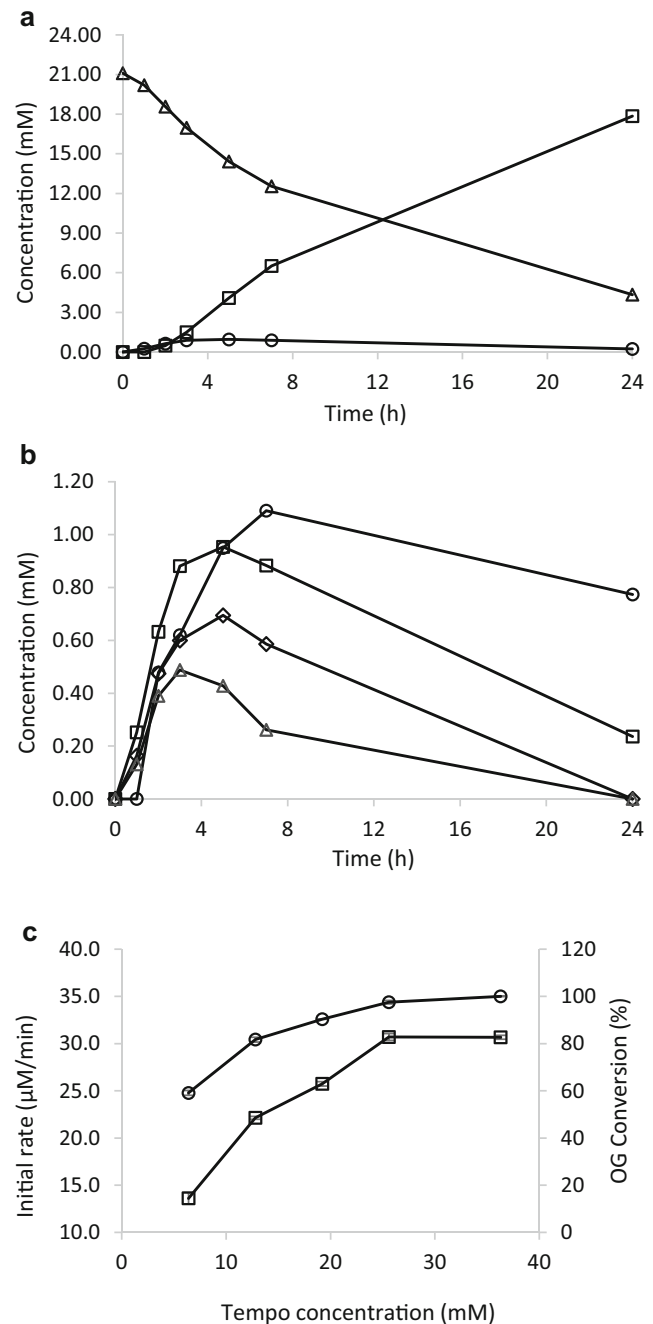 a
24.00
21.00
18.00
15.00
12.00
9.00
6.00
3.00
0.00
Concentration (mM)
0 4 8 12 16 20 24
Time (h)
b
1.20
1.00
0.80
0.60
0.40
0.20
0.00
Concentration (mM)
0 4 8 12 16 20 24
Time (h)
c
40.0
35.0
30.0
25.0
20.0
15.0
10.0
Initial rate (µM/min)
120
100
80
60
40
20
0
OG Conversion (%)
0 10 20 30 40
Tempo concentration (mM)